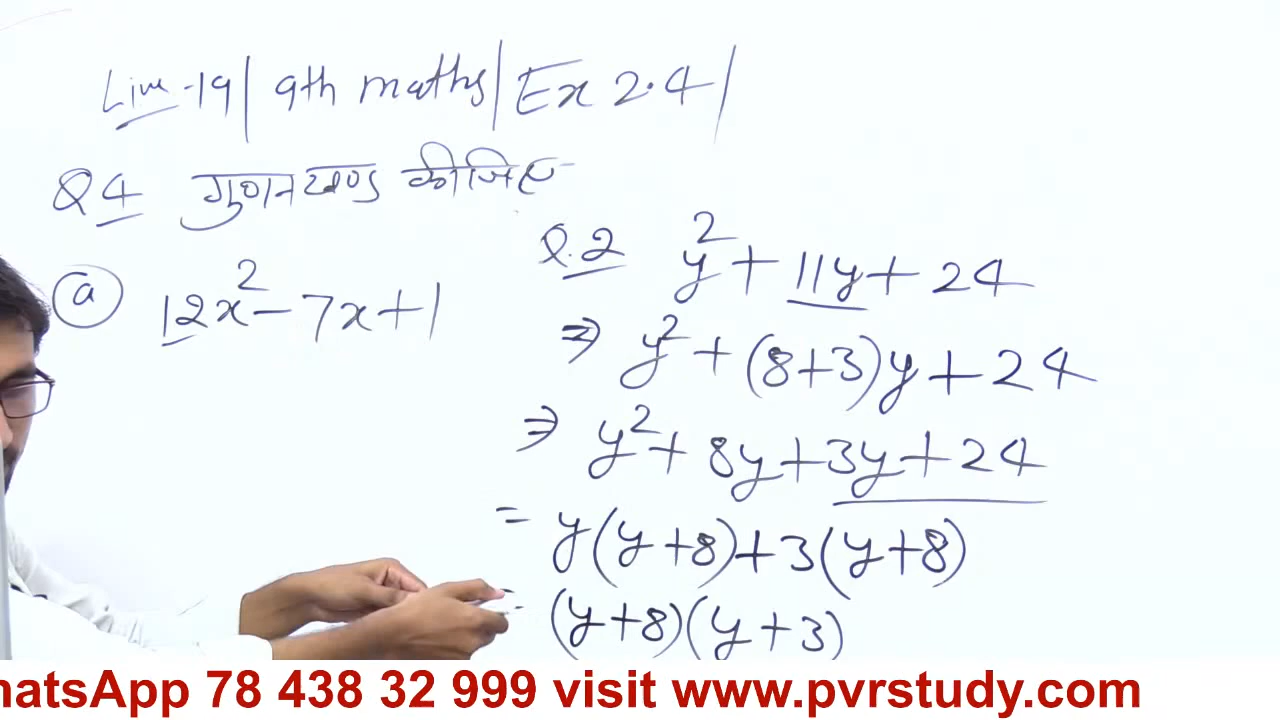 Live-19| 9th maths| Ex 2.4|
Q4 गुणनखण्ड कीजिए
(a) 12x² - 7x + 1
Q.2 y² + 11y + 24
⇒ y² + (8+3)y + 24
⇒ y² + 8y + 3y + 24
= y(y+8) + 3(y+8)
= (y+8)(y+3)
hatsApp 78 438 32 999 visit www.pvrstudy.com